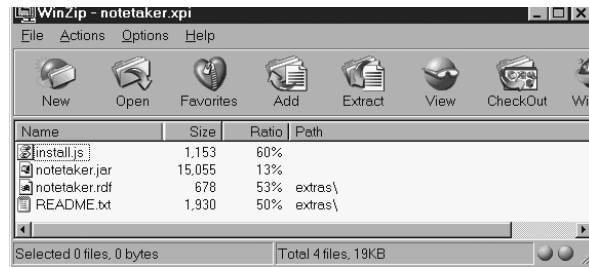 WinZip - notetaker.xpi
File Actions Options Help
New Open Favorites Add Extract View CheckOut Wi
Name Size Ratio Path
install.js 1,153 60%
notetaker.jar 15,055 13%
notetaker.rdf 678 53% extras\
README.txt 1,930 50% extras\
Selected 0 files, 0 bytes Total 4 files, 19KB